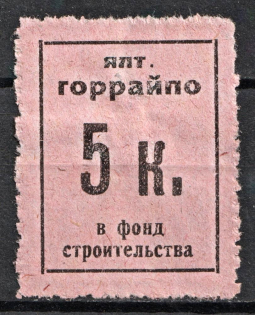 ялт.
горрайпо
5 к.
в фонд
строительства